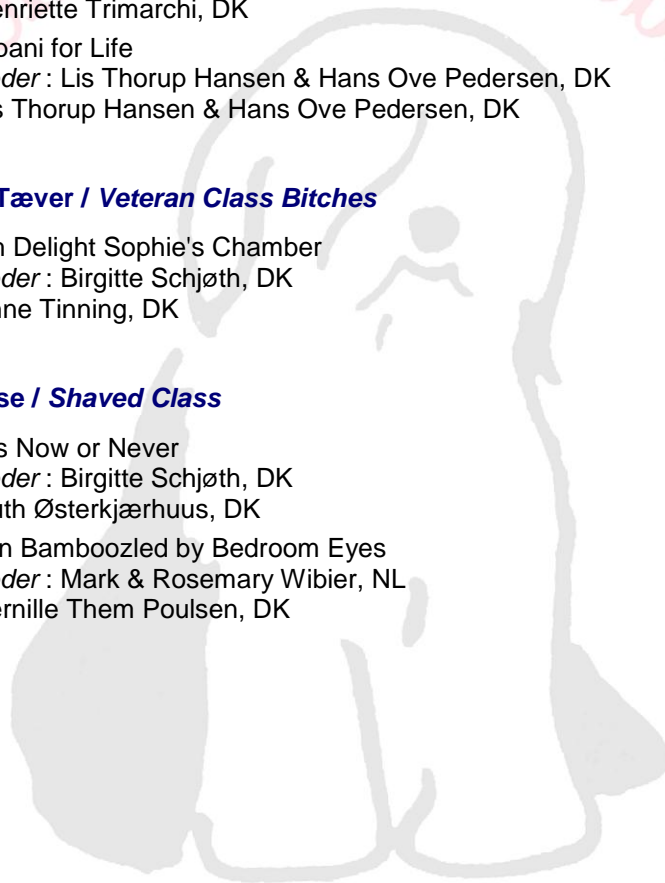 enriette Trimarchi, DK
oani for Life
der : Lis Thorup Hansen & Hans Ove Pedersen, DK
s Thorup Hansen & Hans Ove Pedersen, DK
Tæver / Veteran Class Bitches
n Delight Sophie's Chamber
der : Birgitte Schjøth, DK
nne Tinning, DK
se / Shaved Class
s Now or Never
der : Birgitte Schjøth, DK
uth Østerkjærhuus, DK
n Bamboozled by Bedroom Eyes
der : Mark & Rosemary Wibier, NL
ernille Them Poulsen, DK